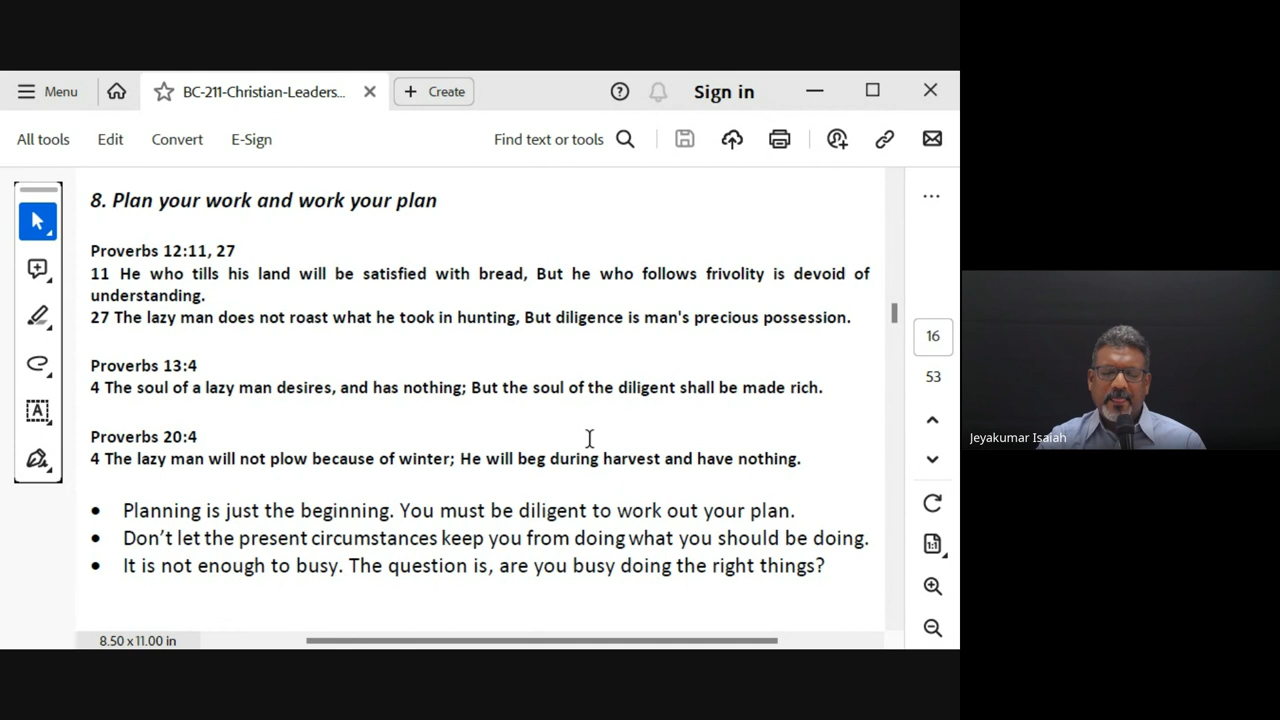 Menu
BC-211-Christian-Leaders...
Create
Sign in
All tools
Edit
Convert
E-Sign
Find text or tools
8. Plan your work and work your plan
Proverbs 12:11, 27
11 He who tills his land will be satisfied with bread, But he who follows frivolity is devoid of
understanding.
27 The lazy man does not roast what he took in hunting, But diligence is man's precious possession.
Proverbs 13:4
4 The soul of a lazy man desires, and has nothing; But the soul of the diligent shall be made rich.
Proverbs 20:4
4 The lazy man will not plow because of winter; He will beg during harvest and have nothing.
• Planning is just the beginning. You must be diligent to work out your plan.
• Don’t let the present circumstances keep you from doing what you should be doing.
• It is not enough to busy. The question is, are you busy doing the right things?
8.50 x 11.00 in
16
53
1:1
Jeyakumar Isaiah